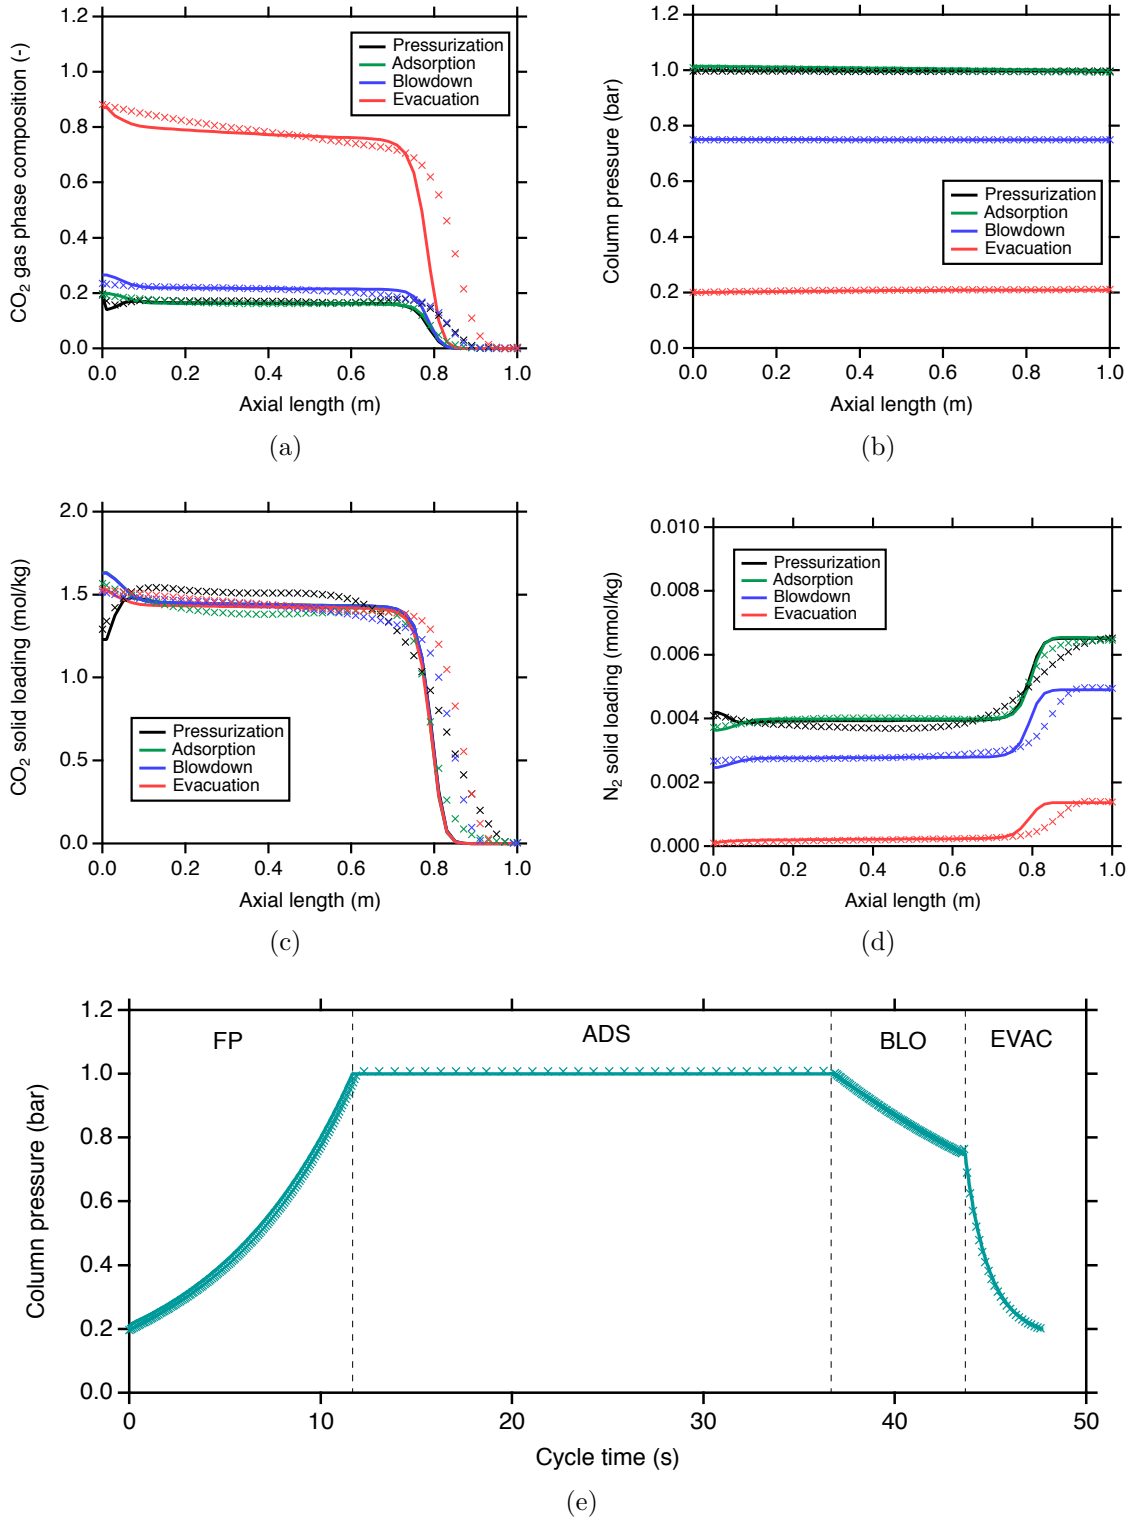 CO2 gas phase composition (-)
1.2
1.0
0.8
0.6
0.4
0.2
0.0
Pressurization
Adsorption
Blowdown
Evacuation
0.0 0.2 0.4 0.6 0.8 1.0
Axial length (m)
(a)
Column pressure (bar)
1.2
1.0
0.8
0.6
0.4
0.2
0.0
Pressurization
Adsorption
Blowdown
Evacuation
0.0 0.2 0.4 0.6 0.8 1.0
Axial length (m)
(b)
CO2 solid loading (mol/kg)
2.0
1.5
1.0
0.5
0.0
Pressurization
Adsorption
Blowdown
Evacuation
0.0 0.2 0.4 0.6 0.8 1.0
Axial length (m)
(c)
N2 solid loading (mmol/kg)
0.010
0.008
0.006
0.004
0.002
0.000
Pressurization
Adsorption
Blowdown
Evacuation
0.0 0.2 0.4 0.6 0.8 1.0
Axial length (m)
(d)
Column pressure (bar)
1.2
1.0
0.8
0.6
0.4
0.2
0.0
FP ADS BLO EVAC
0 10 20 30 40 50
Cycle time (s)
(e)